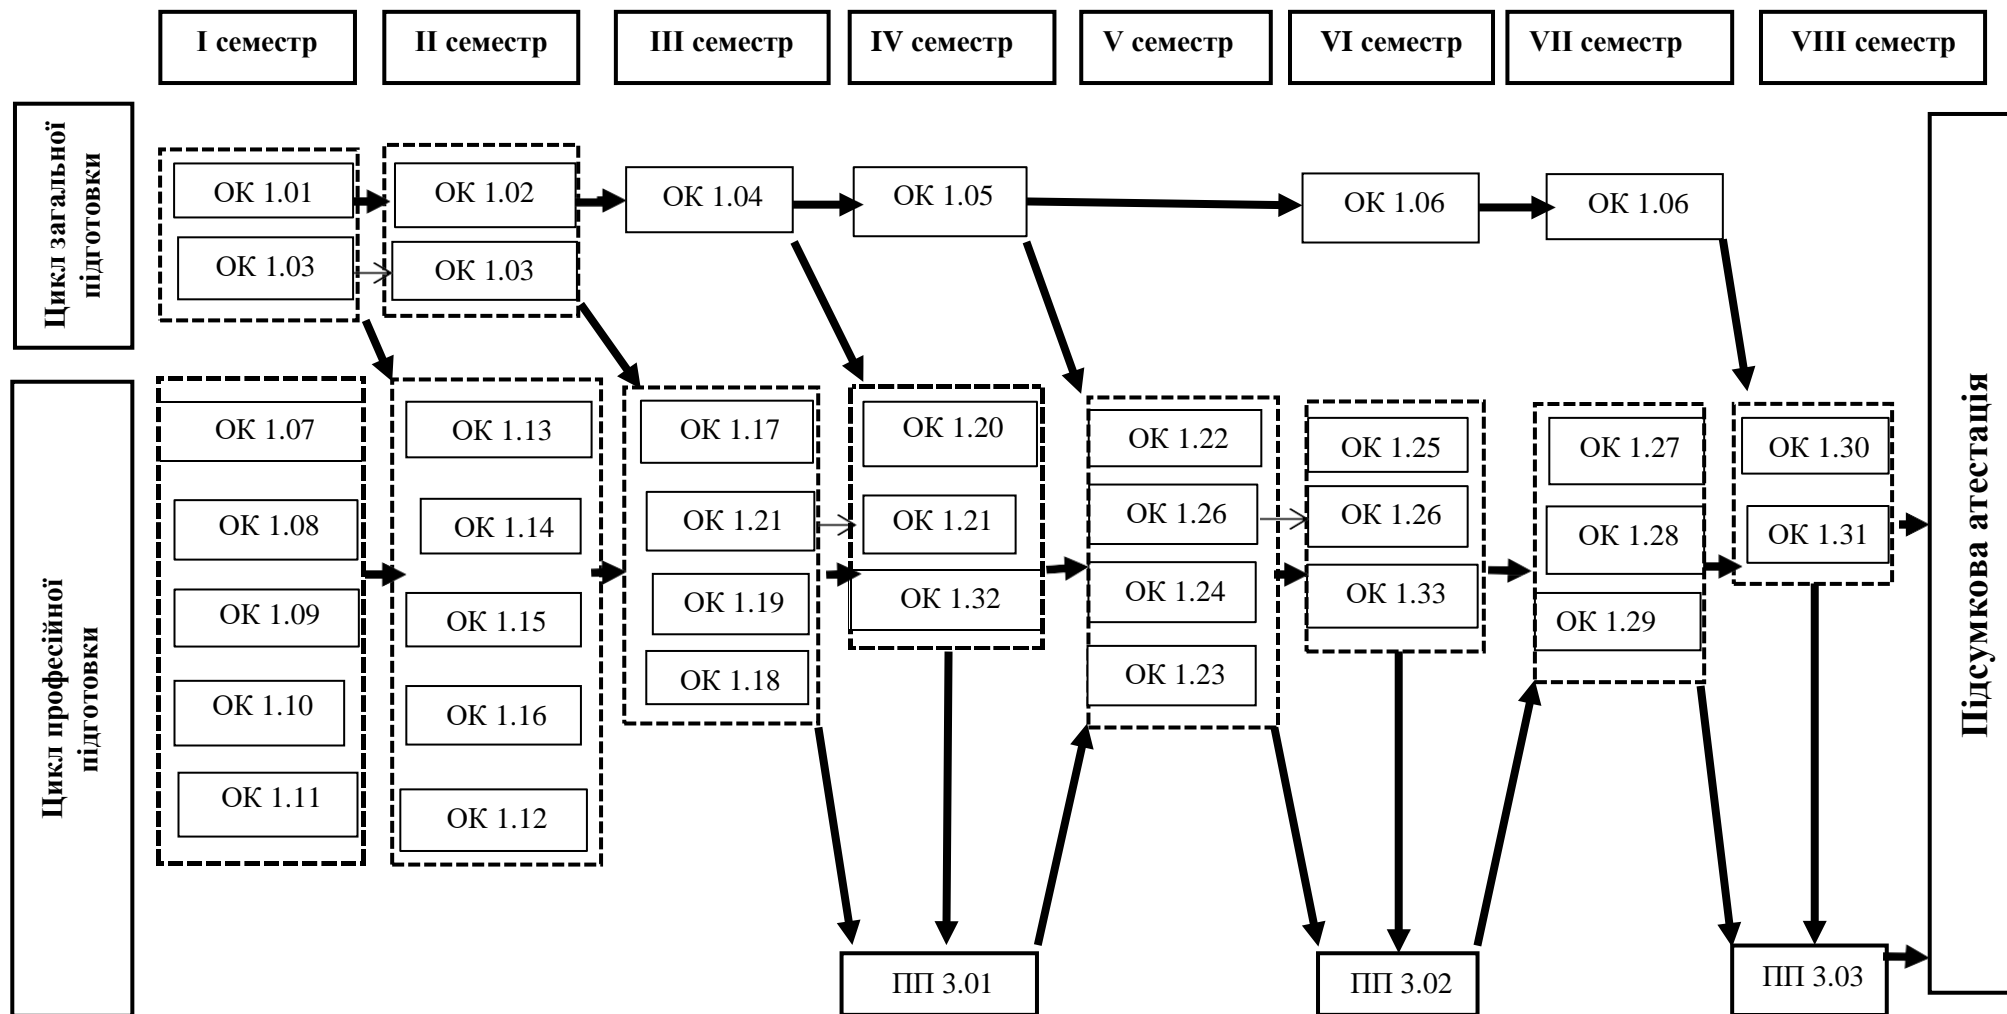 I семестр
II семестр
III семестр
IV семестр
V семестр
VI семестр
VII семестр
VIII семестр
Цикл загальної
підготовки
ОК 1.01
ОК 1.02
ОК 1.04
ОК 1.05
ОК 1.06
ОК 1.06
ОК 1.03
ОК 1.03
Цикл професійної
підготовки
ОК 1.07
ОК 1.08
ОК 1.09
ОК 1.10
ОК 1.11
ОК 1.13
ОК 1.14
ОК 1.15
ОК 1.16
ОК 1.12
ОК 1.17
ОК 1.21
ОК 1.19
ОК 1.18
ОК 1.20
ОК 1.21
ОК 1.32
ОК 1.22
ОК 1.26
ОК 1.24
ОК 1.23
ОК 1.25
ОК 1.26
ОК 1.33
ОК 1.27
ОК 1.28
ОК 1.29
ОК 1.30
ОК 1.31
ПП 3.01
ПП 3.02
ПП 3.03
Підсумкова атестація